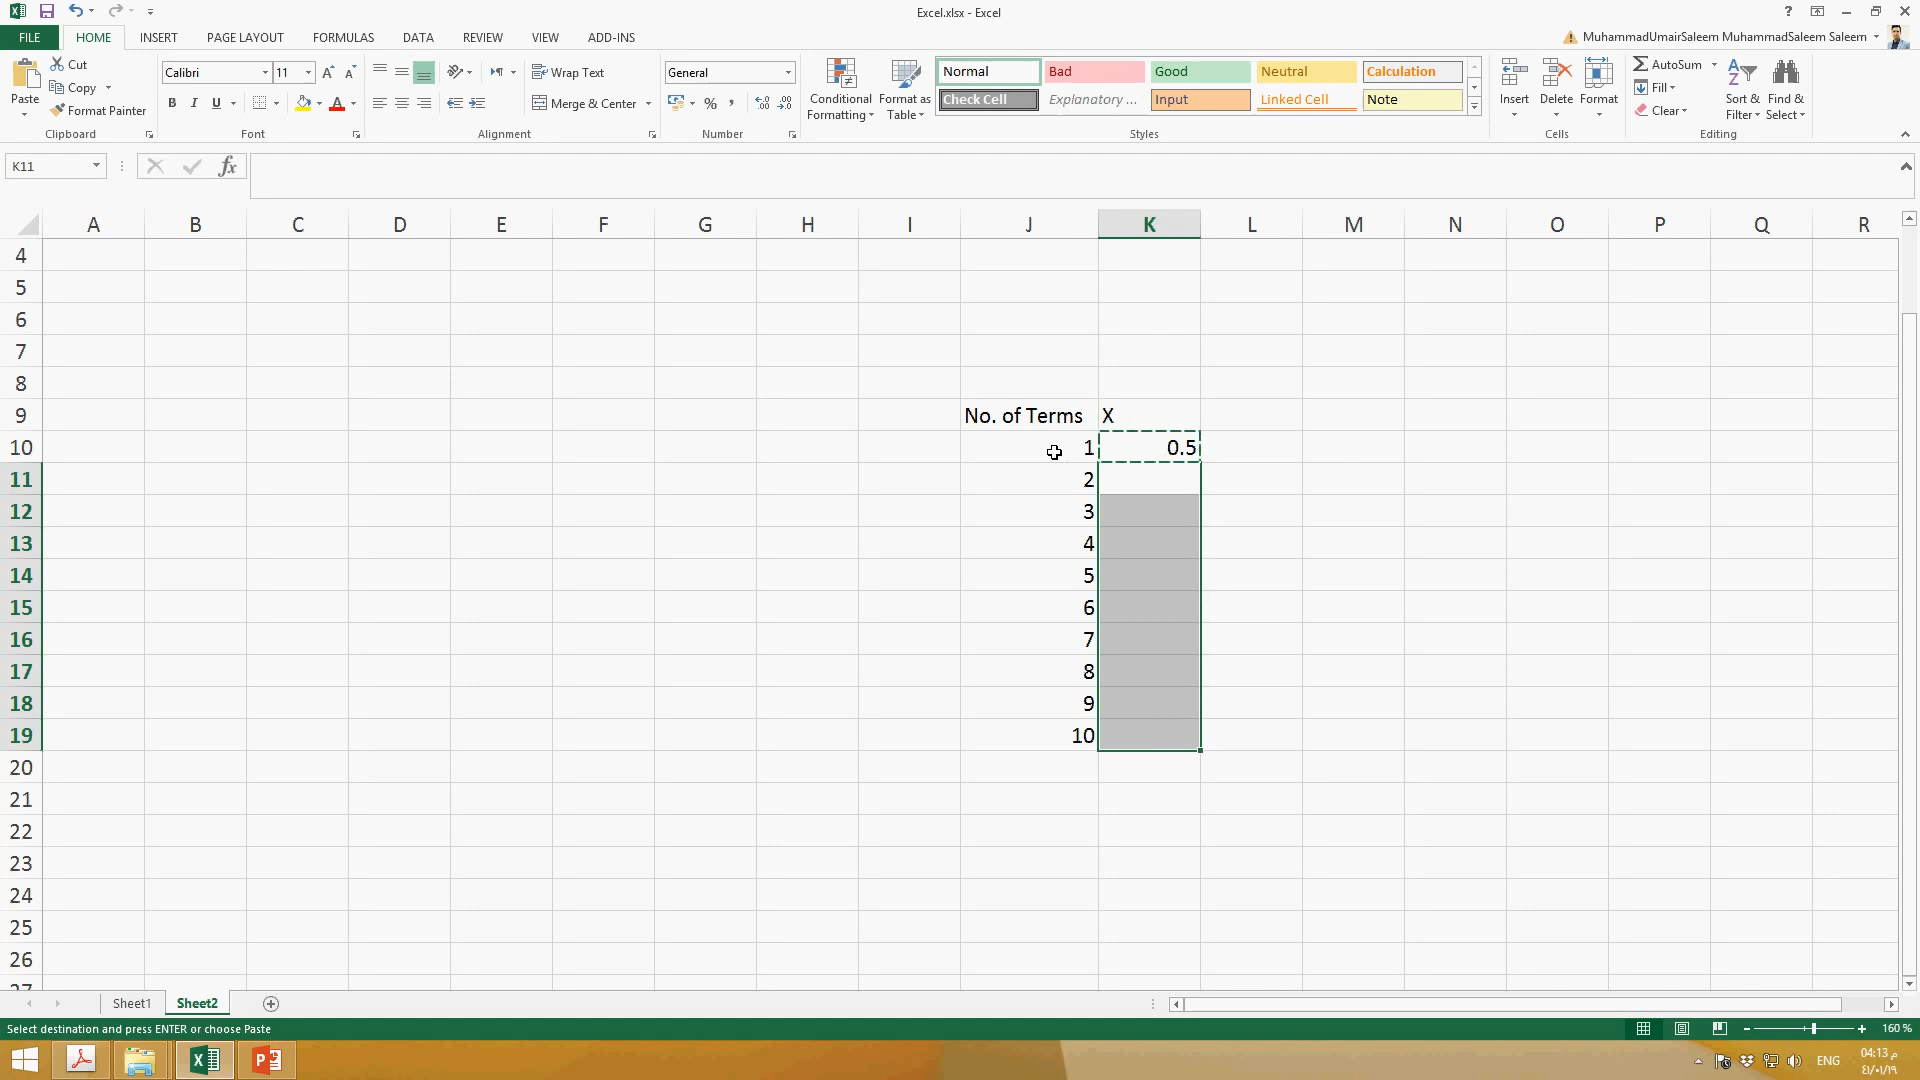 Excel.xlsx - Excel
?
FILE
HOME
INSERT
PAGE LAYOUT
FORMULAS
DATA
REVIEW
VIEW
ADD-INS
MuhammadUmairSaleem MuhammadSaleem Saleem
Paste
Cut
Copy
Format Painter
Clipboard
Calibri
11
B I U
A
Font
Wrap Text
Merge & Center
Alignment
General
%
Number
Conditional
Formatting
Format as
Table
Normal
Bad
Good
Neutral
Calculation
Check Cell
Explanatory ...
Input
Linked Cell
Note
Styles
Insert
Delete
Format
Cells
AutoSum
Fill
Clear
Sort &
Filter
Find &
Select
Editing
K11
fx
A B C D E F G H I J K L M N O P Q R
4
5
6
7
8
9 No. of Terms X
10 1 0.5
11 2
12 3
13 4
14 5
15 6
16 7
17 8
18 9
19 10
20
21
22
23
24
25
26
27
Sheet1
Sheet2
Select destination and press ENTER or choose Paste
160 %
ENG
04:13 م
٤١/٠١/١٩